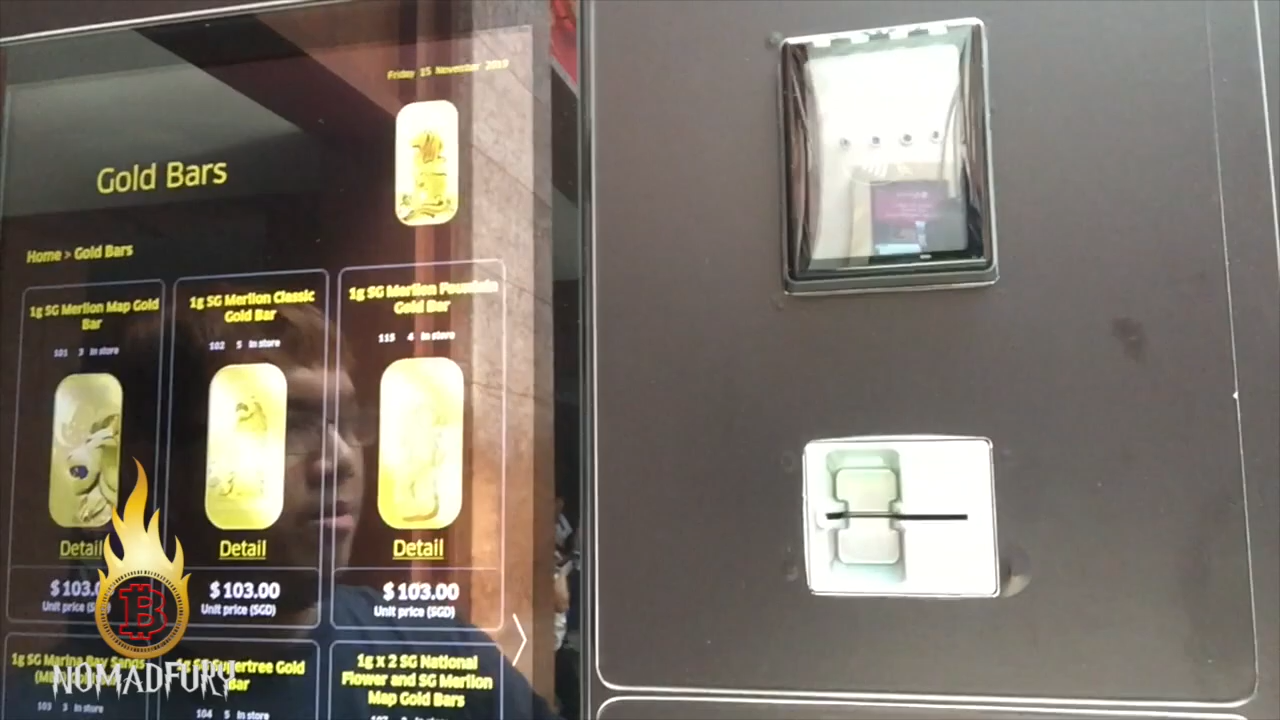 Friday 15 November 2019
Gold Bars
Home > Gold Bars
1g SG Merlion Map Gold
Bar
101 3 In store
Detail
$103.00
Unit price (S
1g SG Merlion Classic
Gold Bar
102 5 In store
Detail
$103.00
Unit price (SGD)
1g SG Merlion Fountain
Gold Bar
115 4 In store
Detail
$103.00
Unit price (SGD)
1g SG Marina Bay Sands
103 3 In store
Supertree Gold
Bar
104 5 In store
1g x 2 SG National
Flower and SG Merlion
Map Gold Bars
B
NOMADFURY